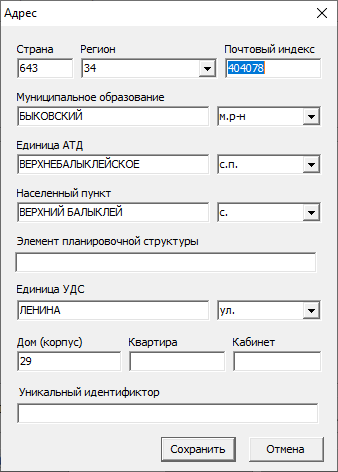 Адрес
Страна Регион Почтовый индекс
643 34 404078
Муниципальное образование
БЫКОВСКИЙ м.р-н
Единица АТД
ВЕРХНЕБАЛЫКЛЕЙСКОЕ с.п.
Населенный пункт
ВЕРХНИЙ БАЛЫКЛЕЙ с.
Элемент планировочной структуры
Единица УДС
ЛЕНИНА ул.
Дом (корпус) Квартира Кабинет
29
Уникальный идентификтор
Сохранить Отмена